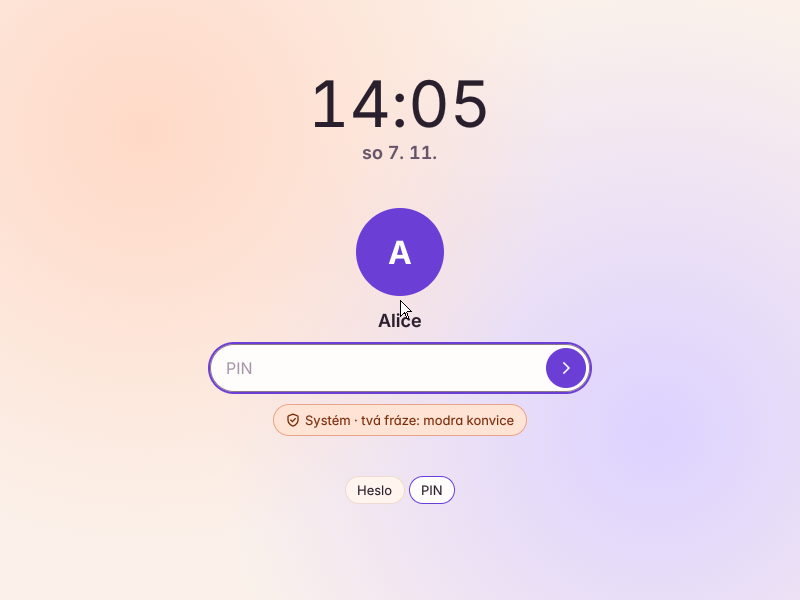 14:05
so 7. 11.
A
Alice
PIN
Systém · tvá fráze: modra konvice
Heslo PIN